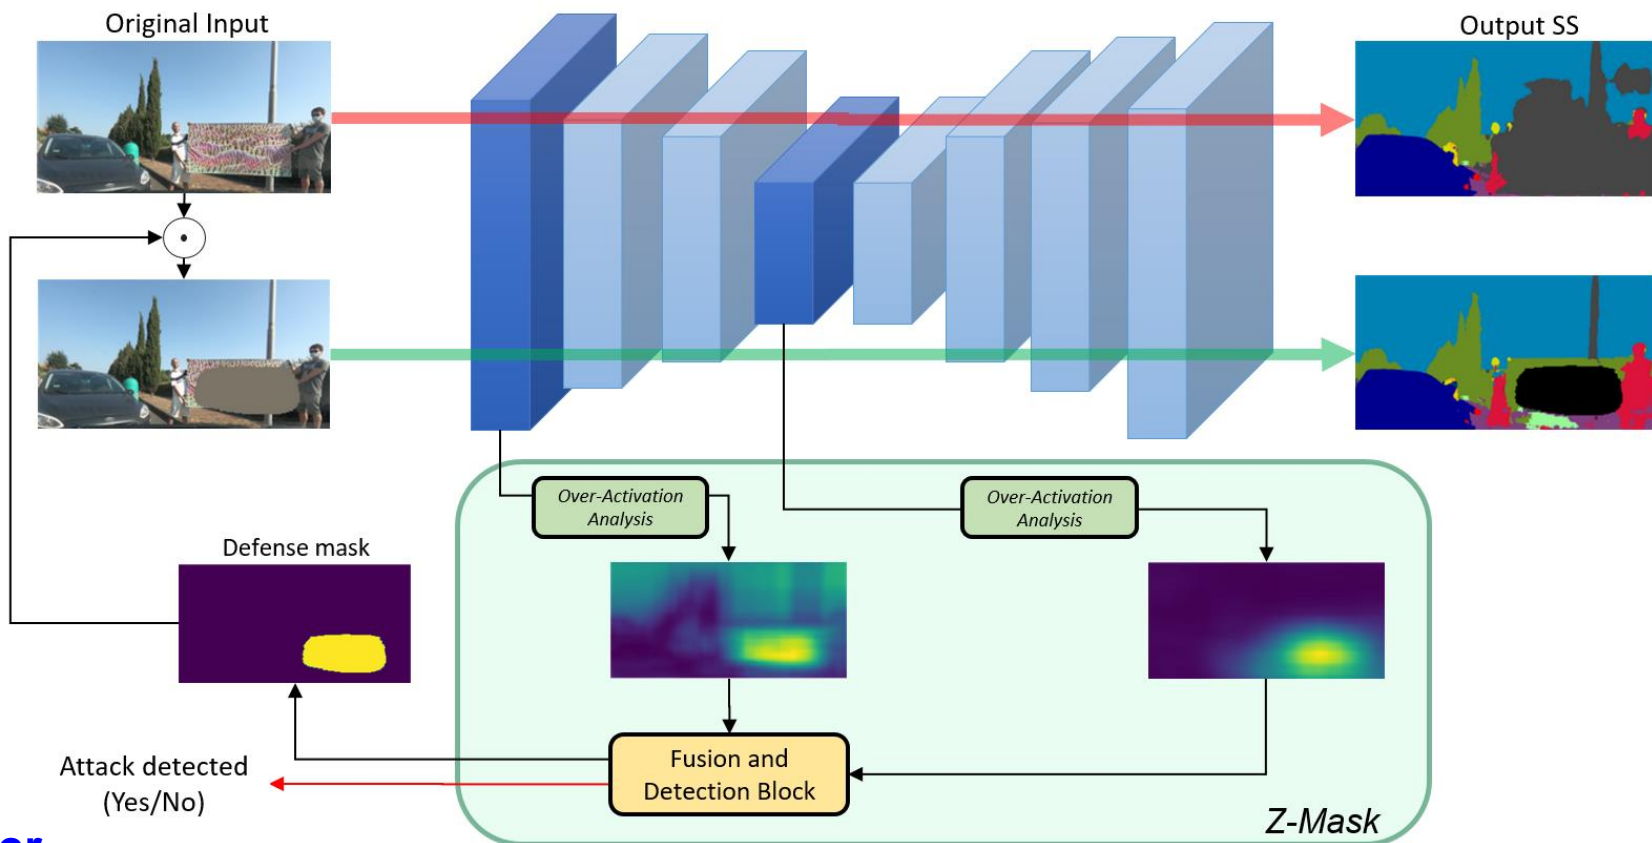 Original Input
Output SS
Over-Activation
Analysis
Over-Activation
Analysis
Defense mask
Fusion and
Detection Block
Attack detected
(Yes/No)
Z-Mask